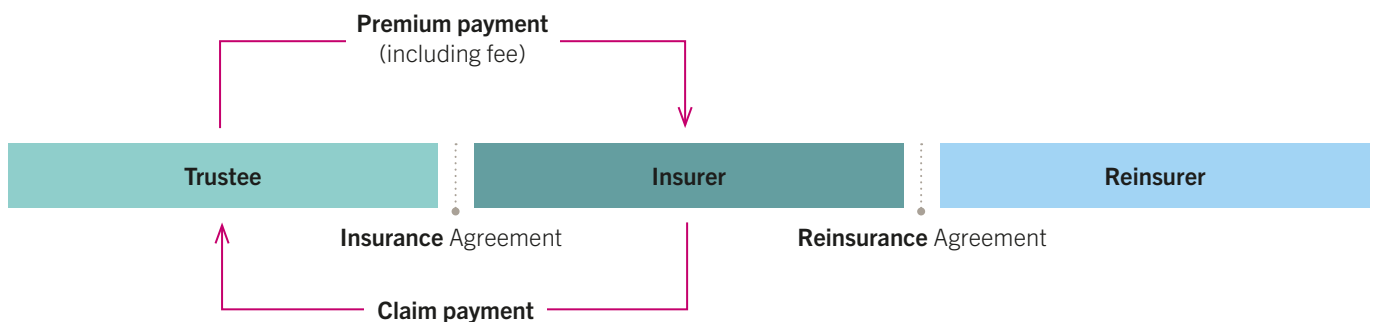 Premium payment
(including fee)
Trustee
Insurer
Reinsurer
Insurance Agreement
Reinsurance Agreement
Claim payment